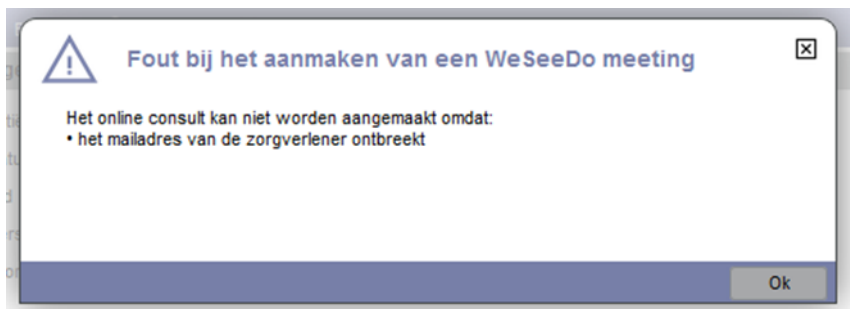 Fout bij het aanmaken van een WeSeeDo meeting
Het online consult kan niet worden aangemaakt omdat:
• het mailadres van de zorgverlener ontbreekt
Ok